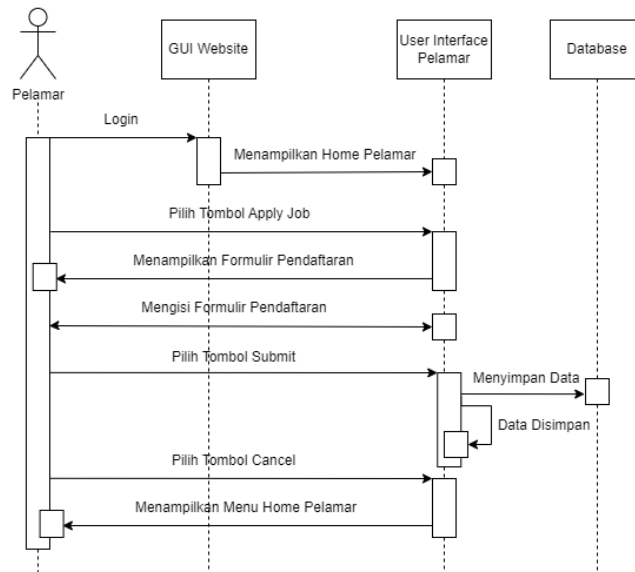 GUI Website
User Interface
Pelamar
Database
Pelamar
Login
Menampilkan Home Pelamar
Pilih Tombol Apply Job
Menampilkan Formulir Pendaftaran
Mengisi Formulir Pendaftaran
Pilih Tombol Submit
Menyimpan Data
Data Disimpan
Pilih Tombol Cancel
Menampilkan Menu Home Pelamar